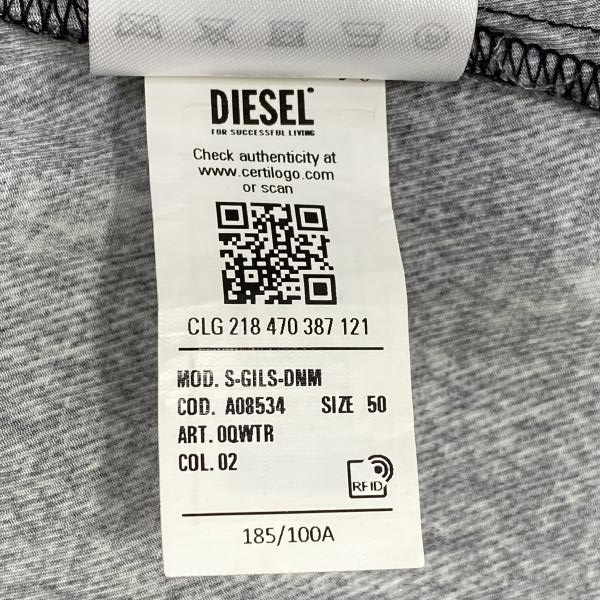 DIESEL
FOR SUCCESSFUL LIVING
Check authenticity at
www.certilogo.com
or scan
CLG 218 470 387 121
MOD. S-GILS-DNM
COD. A08534 SIZE 50
ART. 0QWTR
COL. 02
RFID
185/100A